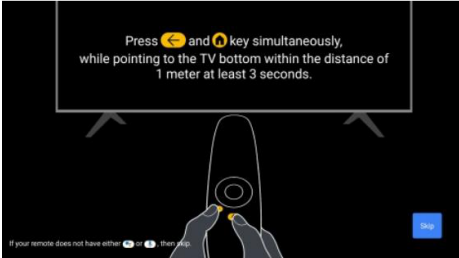 Press and key simultaneously,
while pointing to the TV bottom within the distance of
1 meter at least 3 seconds.
Skip
If your remote does not have either or , then skip.